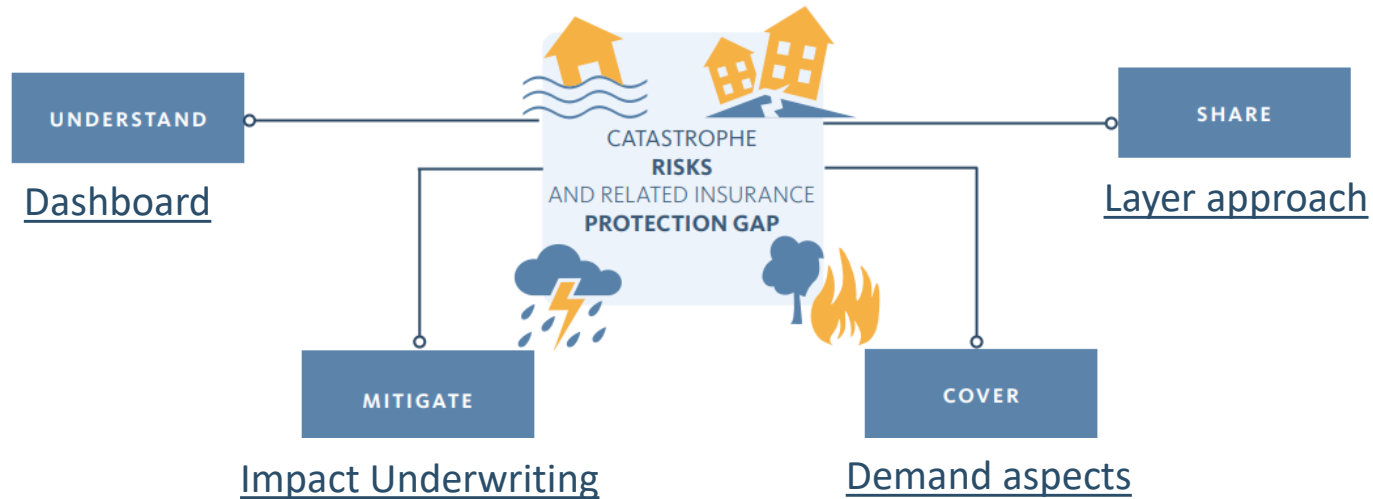 UNDERSTAND
Dashboard
CATASTROPHE
RISKS
AND RELATED INSURANCE
PROTECTION GAP
SHARE
Layer approach
MITIGATE
Impact Underwriting
COVER
Demand aspects